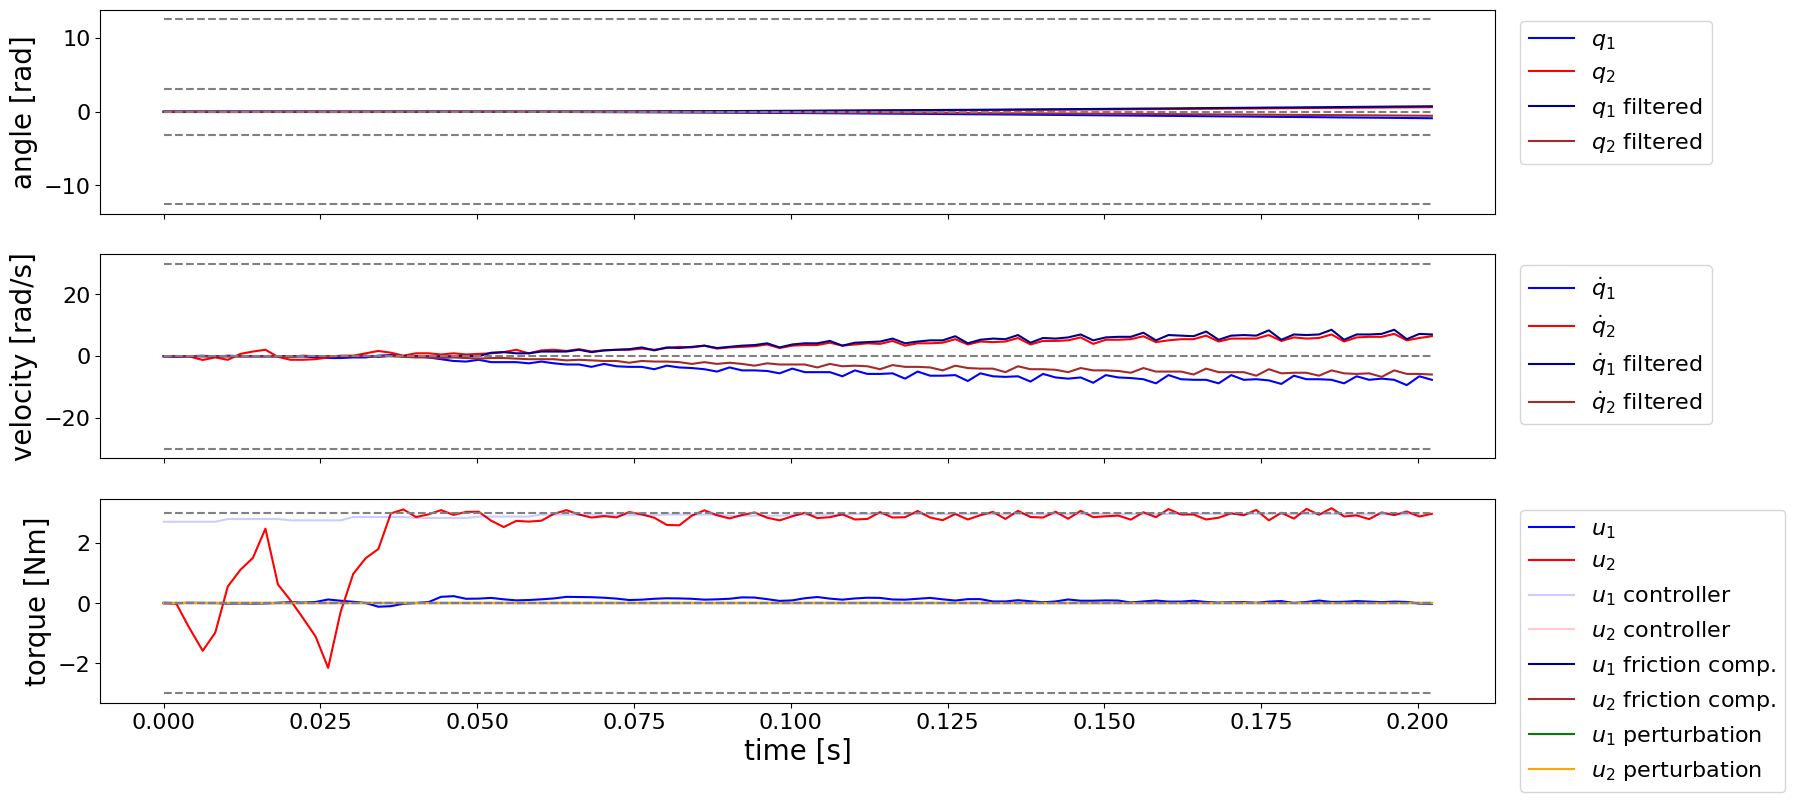 angle [rad]
10
0
−10
q₁
q₂
q₁ filtered
q₂ filtered
velocity [rad/s]
20
0
−20
q̇₁
q̇₂
q̇₁ filtered
q̇₂ filtered
torque [Nm]
2
0
−2
0.000 0.025 0.050 0.075 0.100 0.125 0.150 0.175 0.200
time [s]
u₁
u₂
u₁ controller
u₂ controller
u₁ friction comp.
u₂ friction comp.
u₁ perturbation
u₂ perturbation